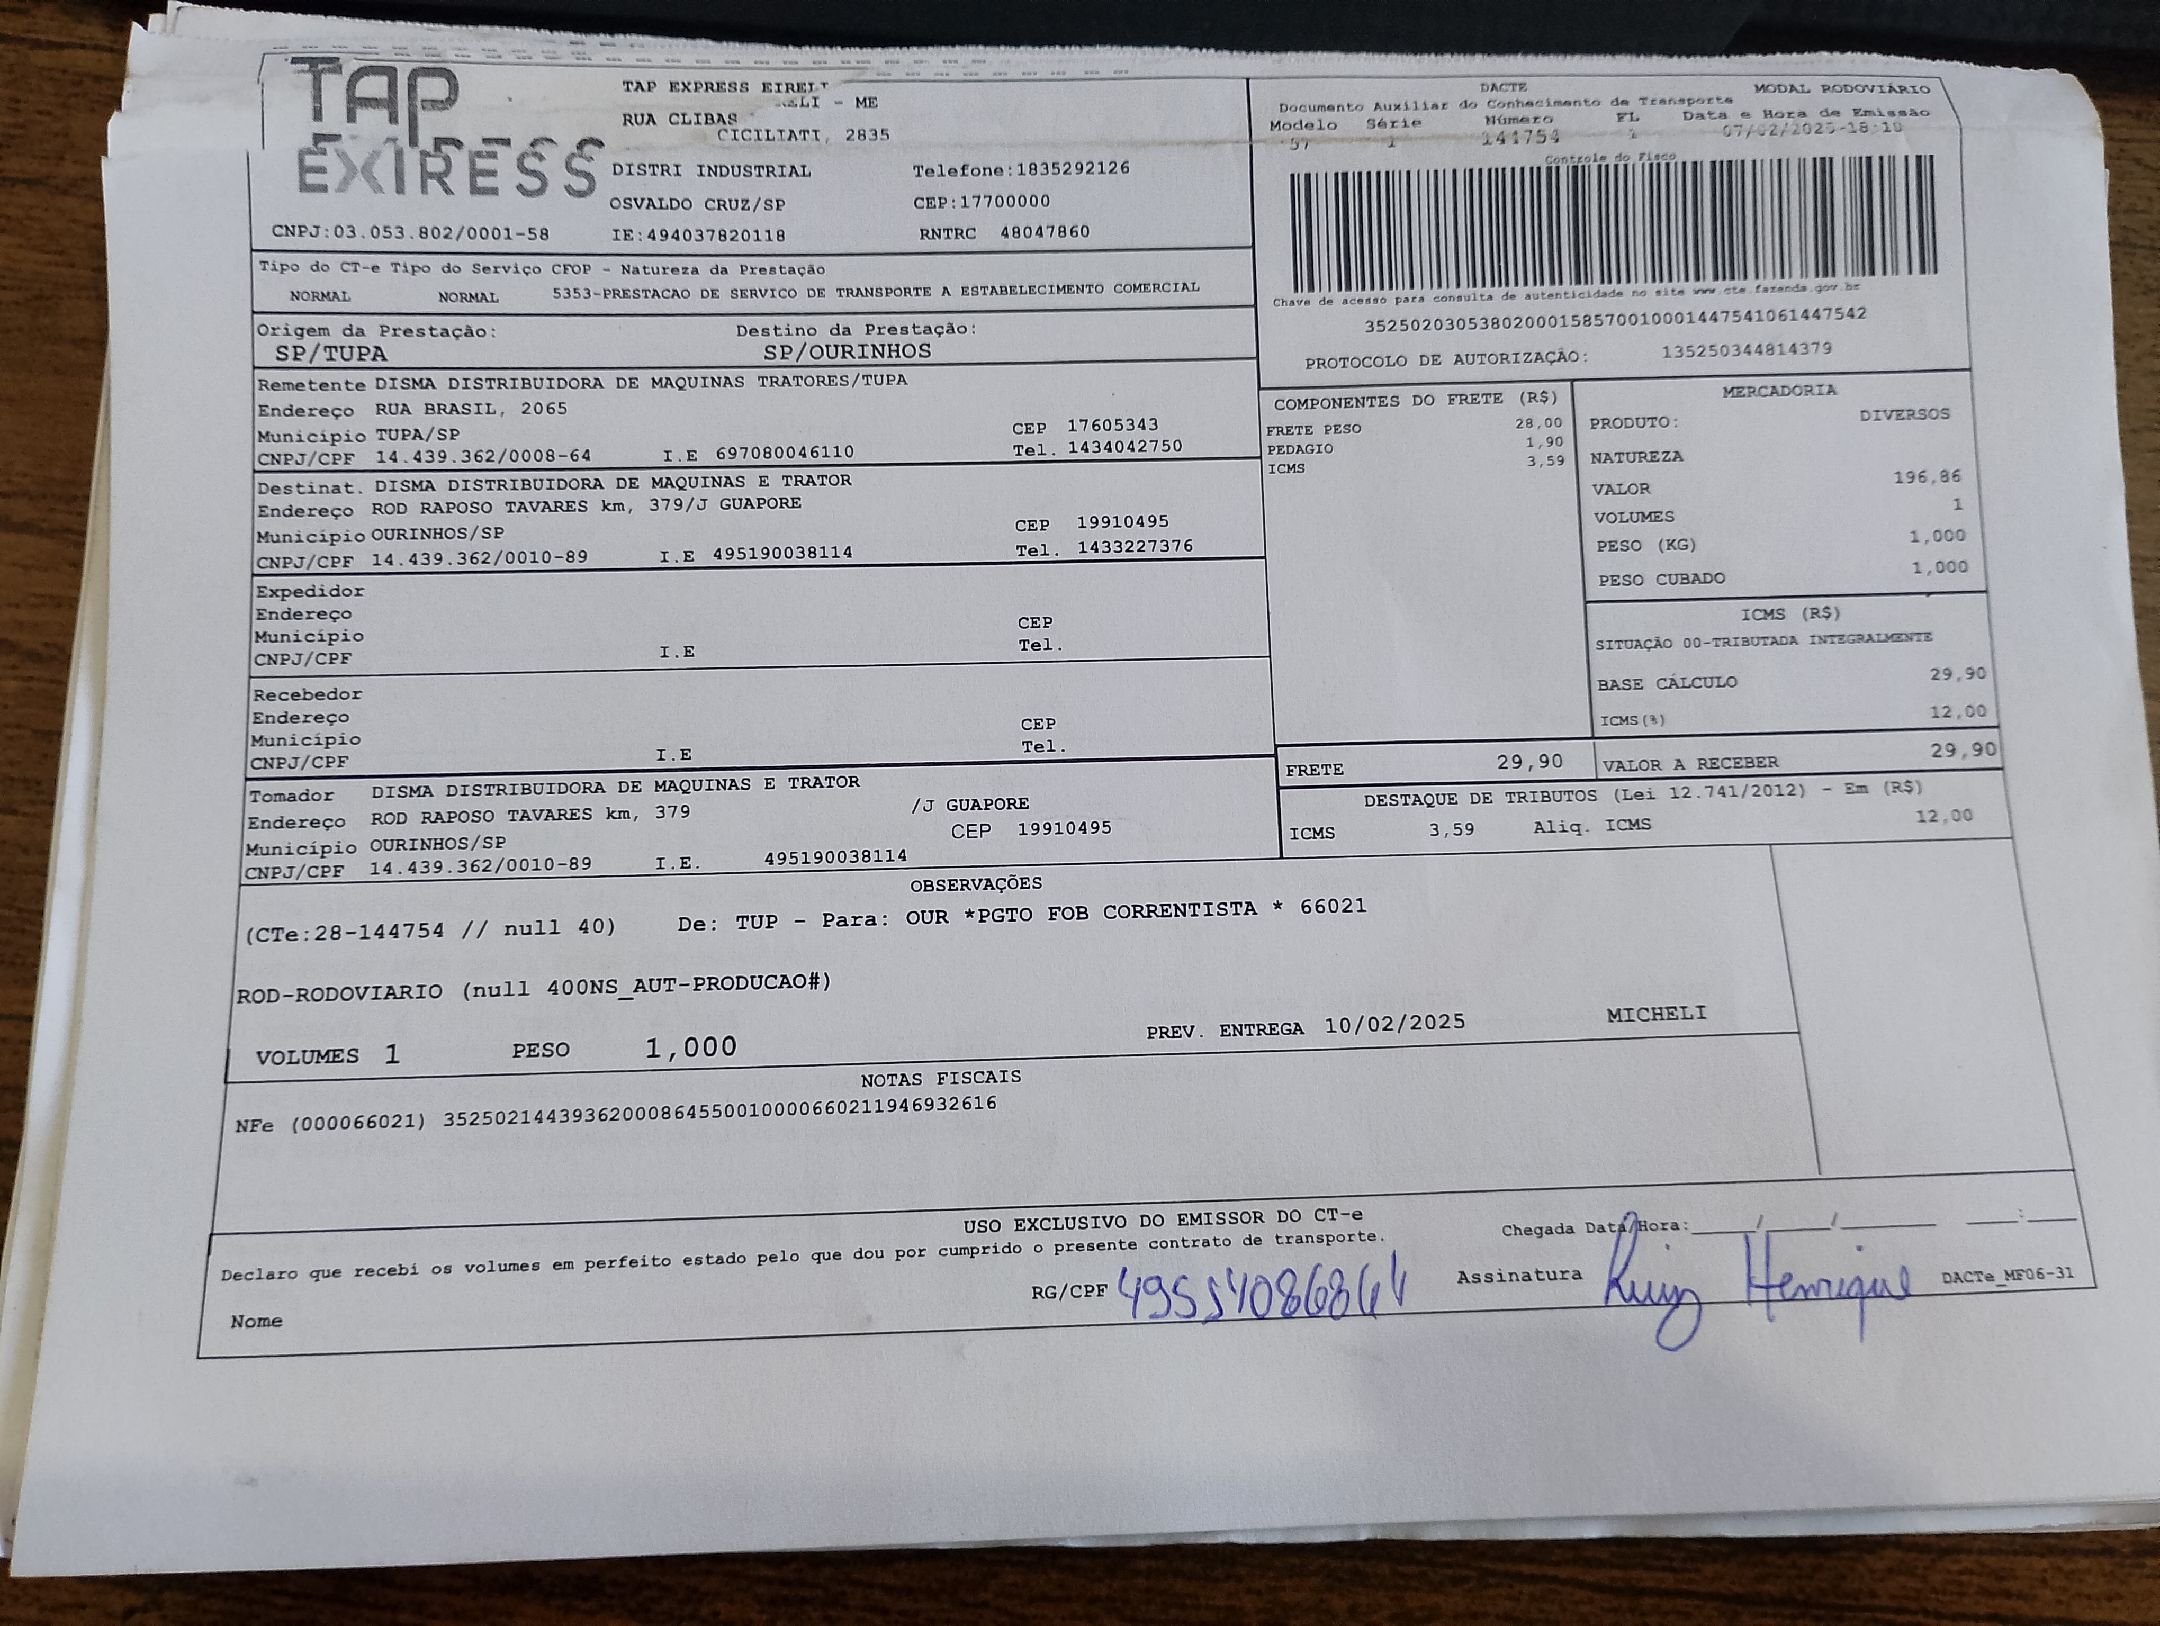 TAP
EXPRESS
TAP EXPRESS EIRELI - ME
RUA CLIBAS CICILIATI, 2835
DISTRI INDUSTRIAL Telefone:1835292126
OSVALDO CRUZ/SP CEP:17700000
CNPJ:03.053.802/0001-58 IE:494037820118 RNTRC 48047860
DACTE MODAL RODOVIÁRIO
Documento Auxiliar do Conhecimento de Transporte
Modelo Série Número FL Data e Hora de Emissão
57 1 144754 1 07/02/2025-18:10
Controle do Fisco
Chave de acesso para consulta de autenticidade no site www.cte.fazenda.gov.br
35250203053802000158570010001447541061447542
PROTOCOLO DE AUTORIZAÇÃO: 135250344814379
Tipo do CT-e Tipo do Serviço CFOP - Natureza da Prestação
NORMAL NORMAL 5353-PRESTACAO DE SERVICO DE TRANSPORTE A ESTABELECIMENTO COMERCIAL
Origem da Prestação: Destino da Prestação:
SP/TUPA SP/OURINHOS
Remetente DISMA DISTRIBUIDORA DE MAQUINAS TRATORES/TUPA
Endereço RUA BRASIL, 2065
Município TUPA/SP CEP 17605343
CNPJ/CPF 14.439.362/0008-64 I.E 697080046110 Tel. 1434042750
Destinat. DISMA DISTRIBUIDORA DE MAQUINAS E TRATOR
Endereço ROD RAPOSO TAVARES km, 379/J GUAPORE
Município OURINHOS/SP CEP 19910495
CNPJ/CPF 14.439.362/0010-89 I.E 495190038114 Tel. 1433227376
Expedidor
Endereço
Município CEP
CNPJ/CPF I.E Tel.
Recebedor
Endereço
Município CEP
CNPJ/CPF I.E Tel.
Tomador DISMA DISTRIBUIDORA DE MAQUINAS E TRATOR
Endereço ROD RAPOSO TAVARES km, 379 /J GUAPORE
Município OURINHOS/SP CEP 19910495
CNPJ/CPF 14.439.362/0010-89 I.E. 495190038114
COMPONENTES DO FRETE (R$)
FRETE PESO 28,00
PEDAGIO 1,90
ICMS 3,59
MERCADORIA
PRODUTO: DIVERSOS
NATUREZA
VALOR 196,86
VOLUMES 1
PESO (KG) 1,000
PESO CUBADO 1,000
ICMS (R$)
SITUAÇÃO 00-TRIBUTADA INTEGRALMENTE
BASE CÁLCULO 29,90
ICMS(%) 12,00
FRETE 29,90 VALOR A RECEBER 29,90
DESTAQUE DE TRIBUTOS (Lei 12.741/2012) - Em (R$)
ICMS 3,59 Aliq. ICMS 12,00
OBSERVAÇÕES
(CTe:28-144754 // null 40) De: TUP - Para: OUR *PGTO FOB CORRENTISTA * 66021
ROD-RODOVIARIO (null 400NS_AUT-PRODUCAO#)
VOLUMES 1 PESO 1,000 PREV. ENTREGA 10/02/2025 MICHELI
NOTAS FISCAIS
NFe (000066021) 35250214439362000864550010000660211946932616
USO EXCLUSIVO DO EMISSOR DO CT-e
Declaro que recebi os volumes em perfeito estado pelo que dou por cumprido o presente contrato de transporte.
Chegada Data/Hora:____/____/______ ___:___
Nome RG/CPF Assinatura Henrique DACTe_MF06-31